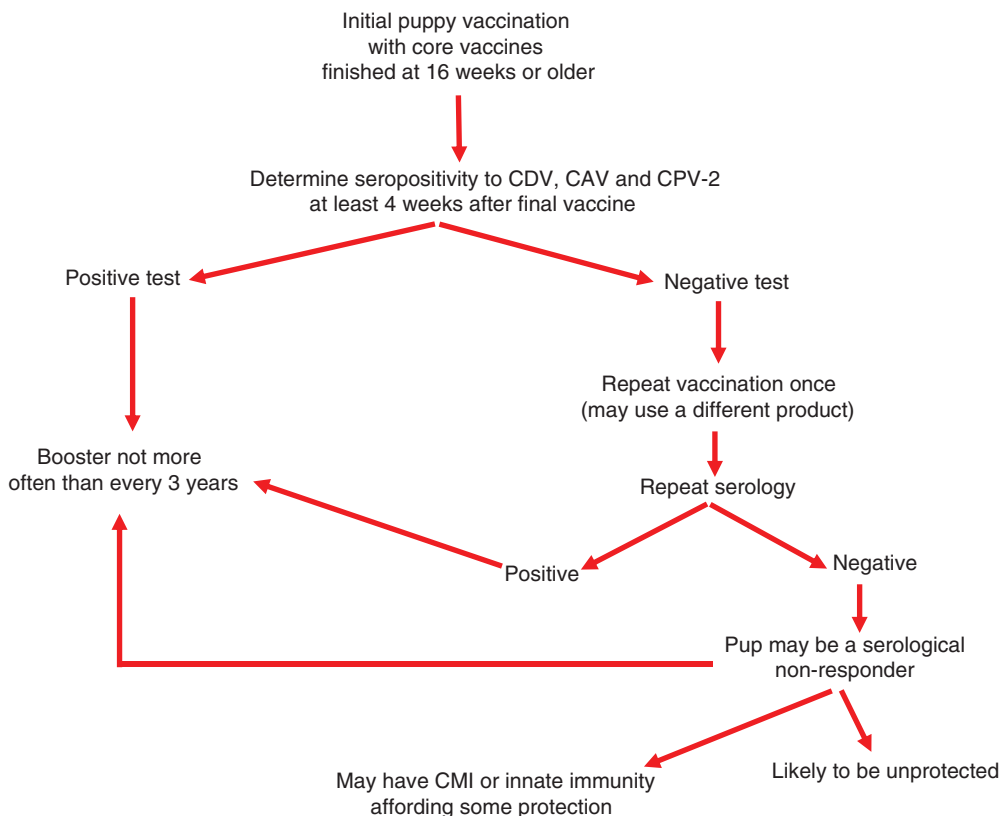 Initial puppy vaccination
with core vaccines
finished at 16 weeks or older
Determine seropositivity to CDV, CAV and CPV-2
at least 4 weeks after final vaccine
Positive test
Negative test
Repeat vaccination once
(may use a different product)
Booster not more
often than every 3 years
Repeat serology
Positive
Negative
Pup may be a serological
non-responder
May have CMI or innate immunity
affording some protection
Likely to be unprotected